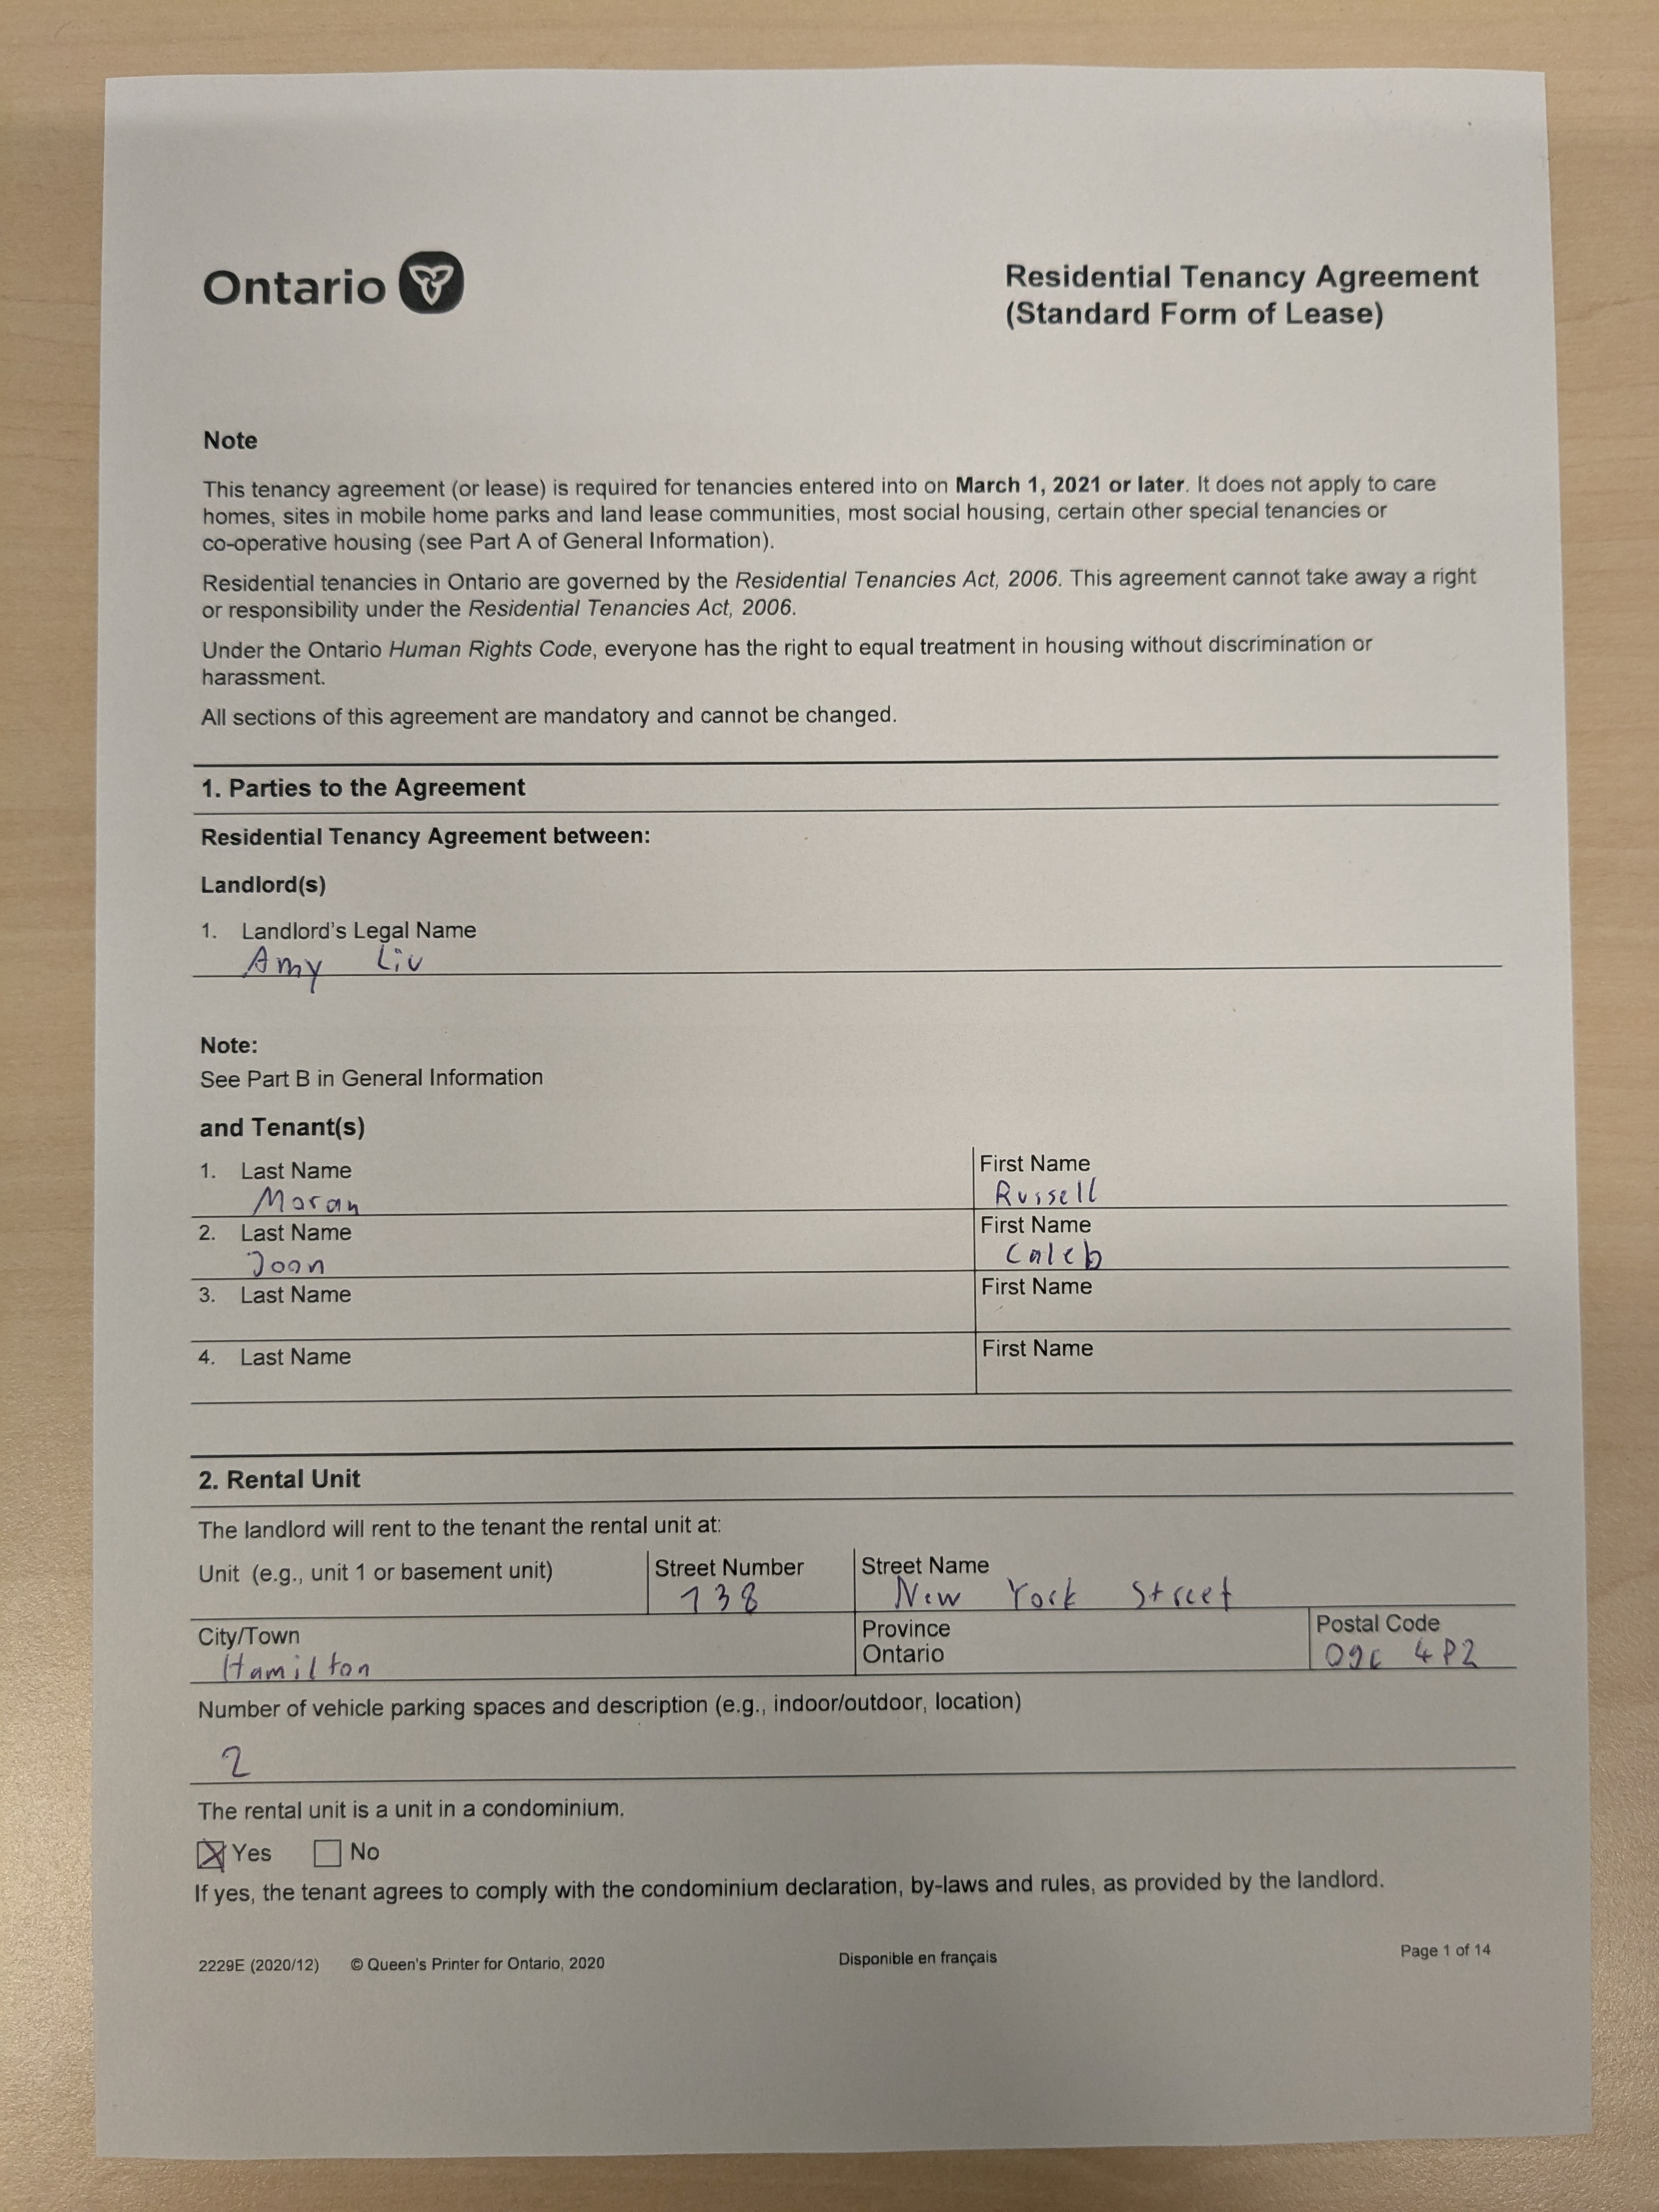 Ontario
Residential Tenancy Agreement
(Standard Form of Lease)
Note
This tenancy agreement (or lease) is required for tenancies entered into on March 1, 2021 or later. It does not apply to care
homes, sites in mobile home parks and land lease communities, most social housing, certain other special tenancies or
co-operative housing (see Part A of General Information).
Residential tenancies in Ontario are governed by the Residential Tenancies Act, 2006. This agreement cannot take away a right
or responsibility under the Residential Tenancies Act, 2006.
Under the Ontario Human Rights Code, everyone has the right to equal treatment in housing without discrimination or
harassment.
All sections of this agreement are mandatory and cannot be changed.
1. Parties to the Agreement
Residential Tenancy Agreement between:
Landlord(s)
1. Landlord's Legal Name
Amy Liu
Note:
See Part B in General Information
and Tenant(s)
1. Last Name First Name
Moran Russell
2. Last Name First Name
Joon Caleb
3. Last Name First Name
4. Last Name First Name
2. Rental Unit
The landlord will rent to the tenant the rental unit at:
Unit (e.g., unit 1 or basement unit) Street Number Street Name
738 New York Street
City/Town Province Postal Code
Hamilton Ontario O9C 4P2
Number of vehicle parking spaces and description (e.g., indoor/outdoor, location)
2
The rental unit is a unit in a condominium.
Yes No
If yes, the tenant agrees to comply with the condominium declaration, by-laws and rules, as provided by the landlord.
2229E (2020/12) © Queen's Printer for Ontario, 2020 Disponible en français Page 1 of 14